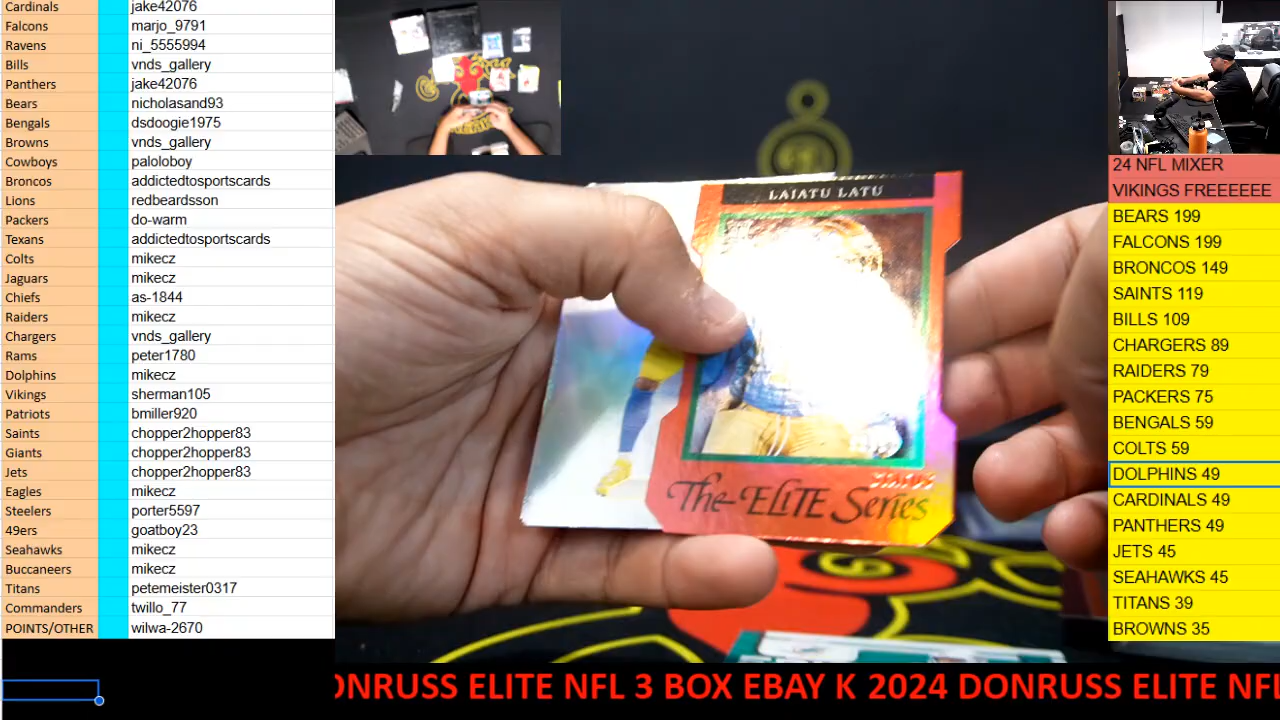 Cardinals jake42076
Falcons marjo_9791
Ravens ni_5555994
Bills vnds_gallery
Panthers jake42076
Bears nicholasand93
Bengals dsdoogie1975
Browns vnds_gallery
Cowboys paloloboy
Broncos addictedtosportscards
Lions redbeardsson
Packers do-warm
Texans addictedtosportscards
Colts mikecz
Jaguars mikecz
Chiefs as-1844
Raiders mikecz
Chargers vnds_gallery
Rams peter1780
Dolphins mikecz
Vikings sherman105
Patriots bmiller920
Saints chopper2hopper83
Giants chopper2hopper83
Jets chopper2hopper83
Eagles mikecz
Steelers porter5597
49ers goatboy23
Seahawks mikecz
Buccaneers mikecz
Titans petemeister0317
Commanders twillo_77
POINTS/OTHER wilwa-2670
LAIATU LATU
The ELITE Series
24 NFL MIXER
VIKINGS FREEEEEE
BEARS 199
FALCONS 199
BRONCOS 149
SAINTS 119
BILLS 109
CHARGERS 89
RAIDERS 79
PACKERS 75
BENGALS 59
COLTS 59
DOLPHINS 49
CARDINALS 49
PANTHERS 49
JETS 45
SEAHAWKS 45
TITANS 39
BROWNS 35
ONRUSS ELITE NFL 3 BOX EBAY K 2024 DONRUSS ELITE NFL